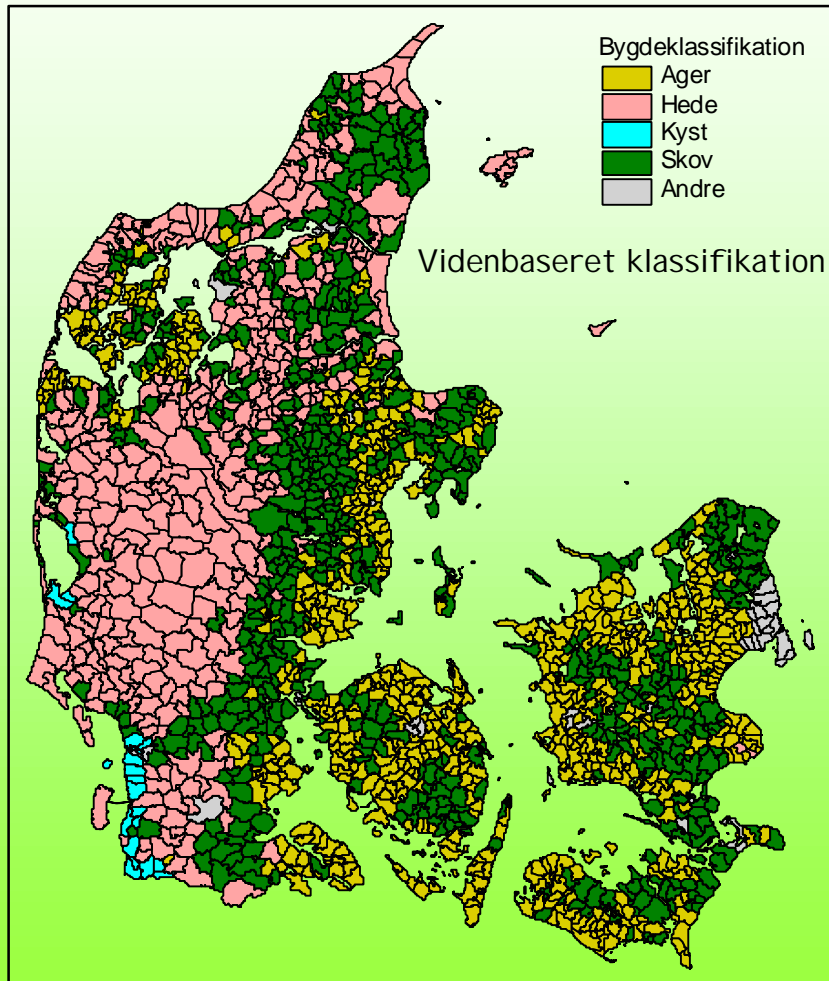 Bygdeklassifikation
Ager
Hede
Kyst
Skov
Andre
Videnbaseret klassifikation